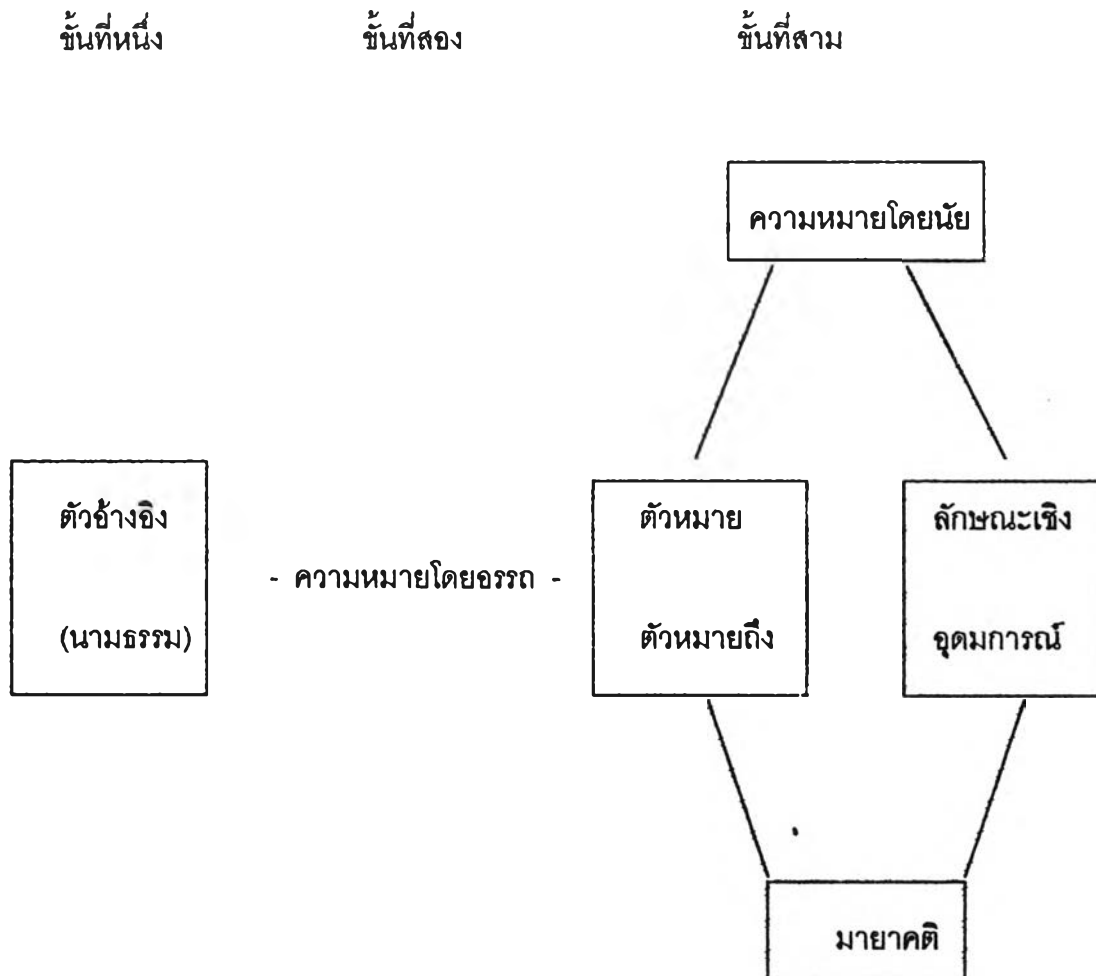 ขั้นที่หนึ่ง ขั้นที่สอง ขั้นที่สาม
ความหมายโดยนัย
ตัวอ้างอิง
(นามธรรม)
- ความหมายโดยอรรถ -
ตัวหมาย
ตัวหมายถึง
ลักษณะเชิง
อุดมการณ์
มายาคติ